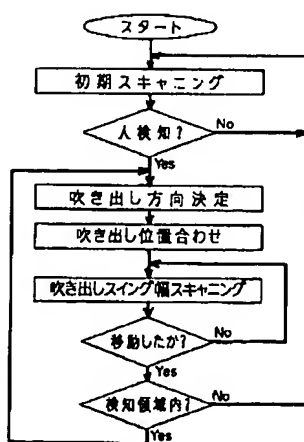 スタート
初期スキャニング
人検知?
No
Yes
吹き出し方向決定
吹き出し位置合わせ
吹き出しスイング幅スキャニング
移動したか?
No
Yes
検知領域内?
No
Yes